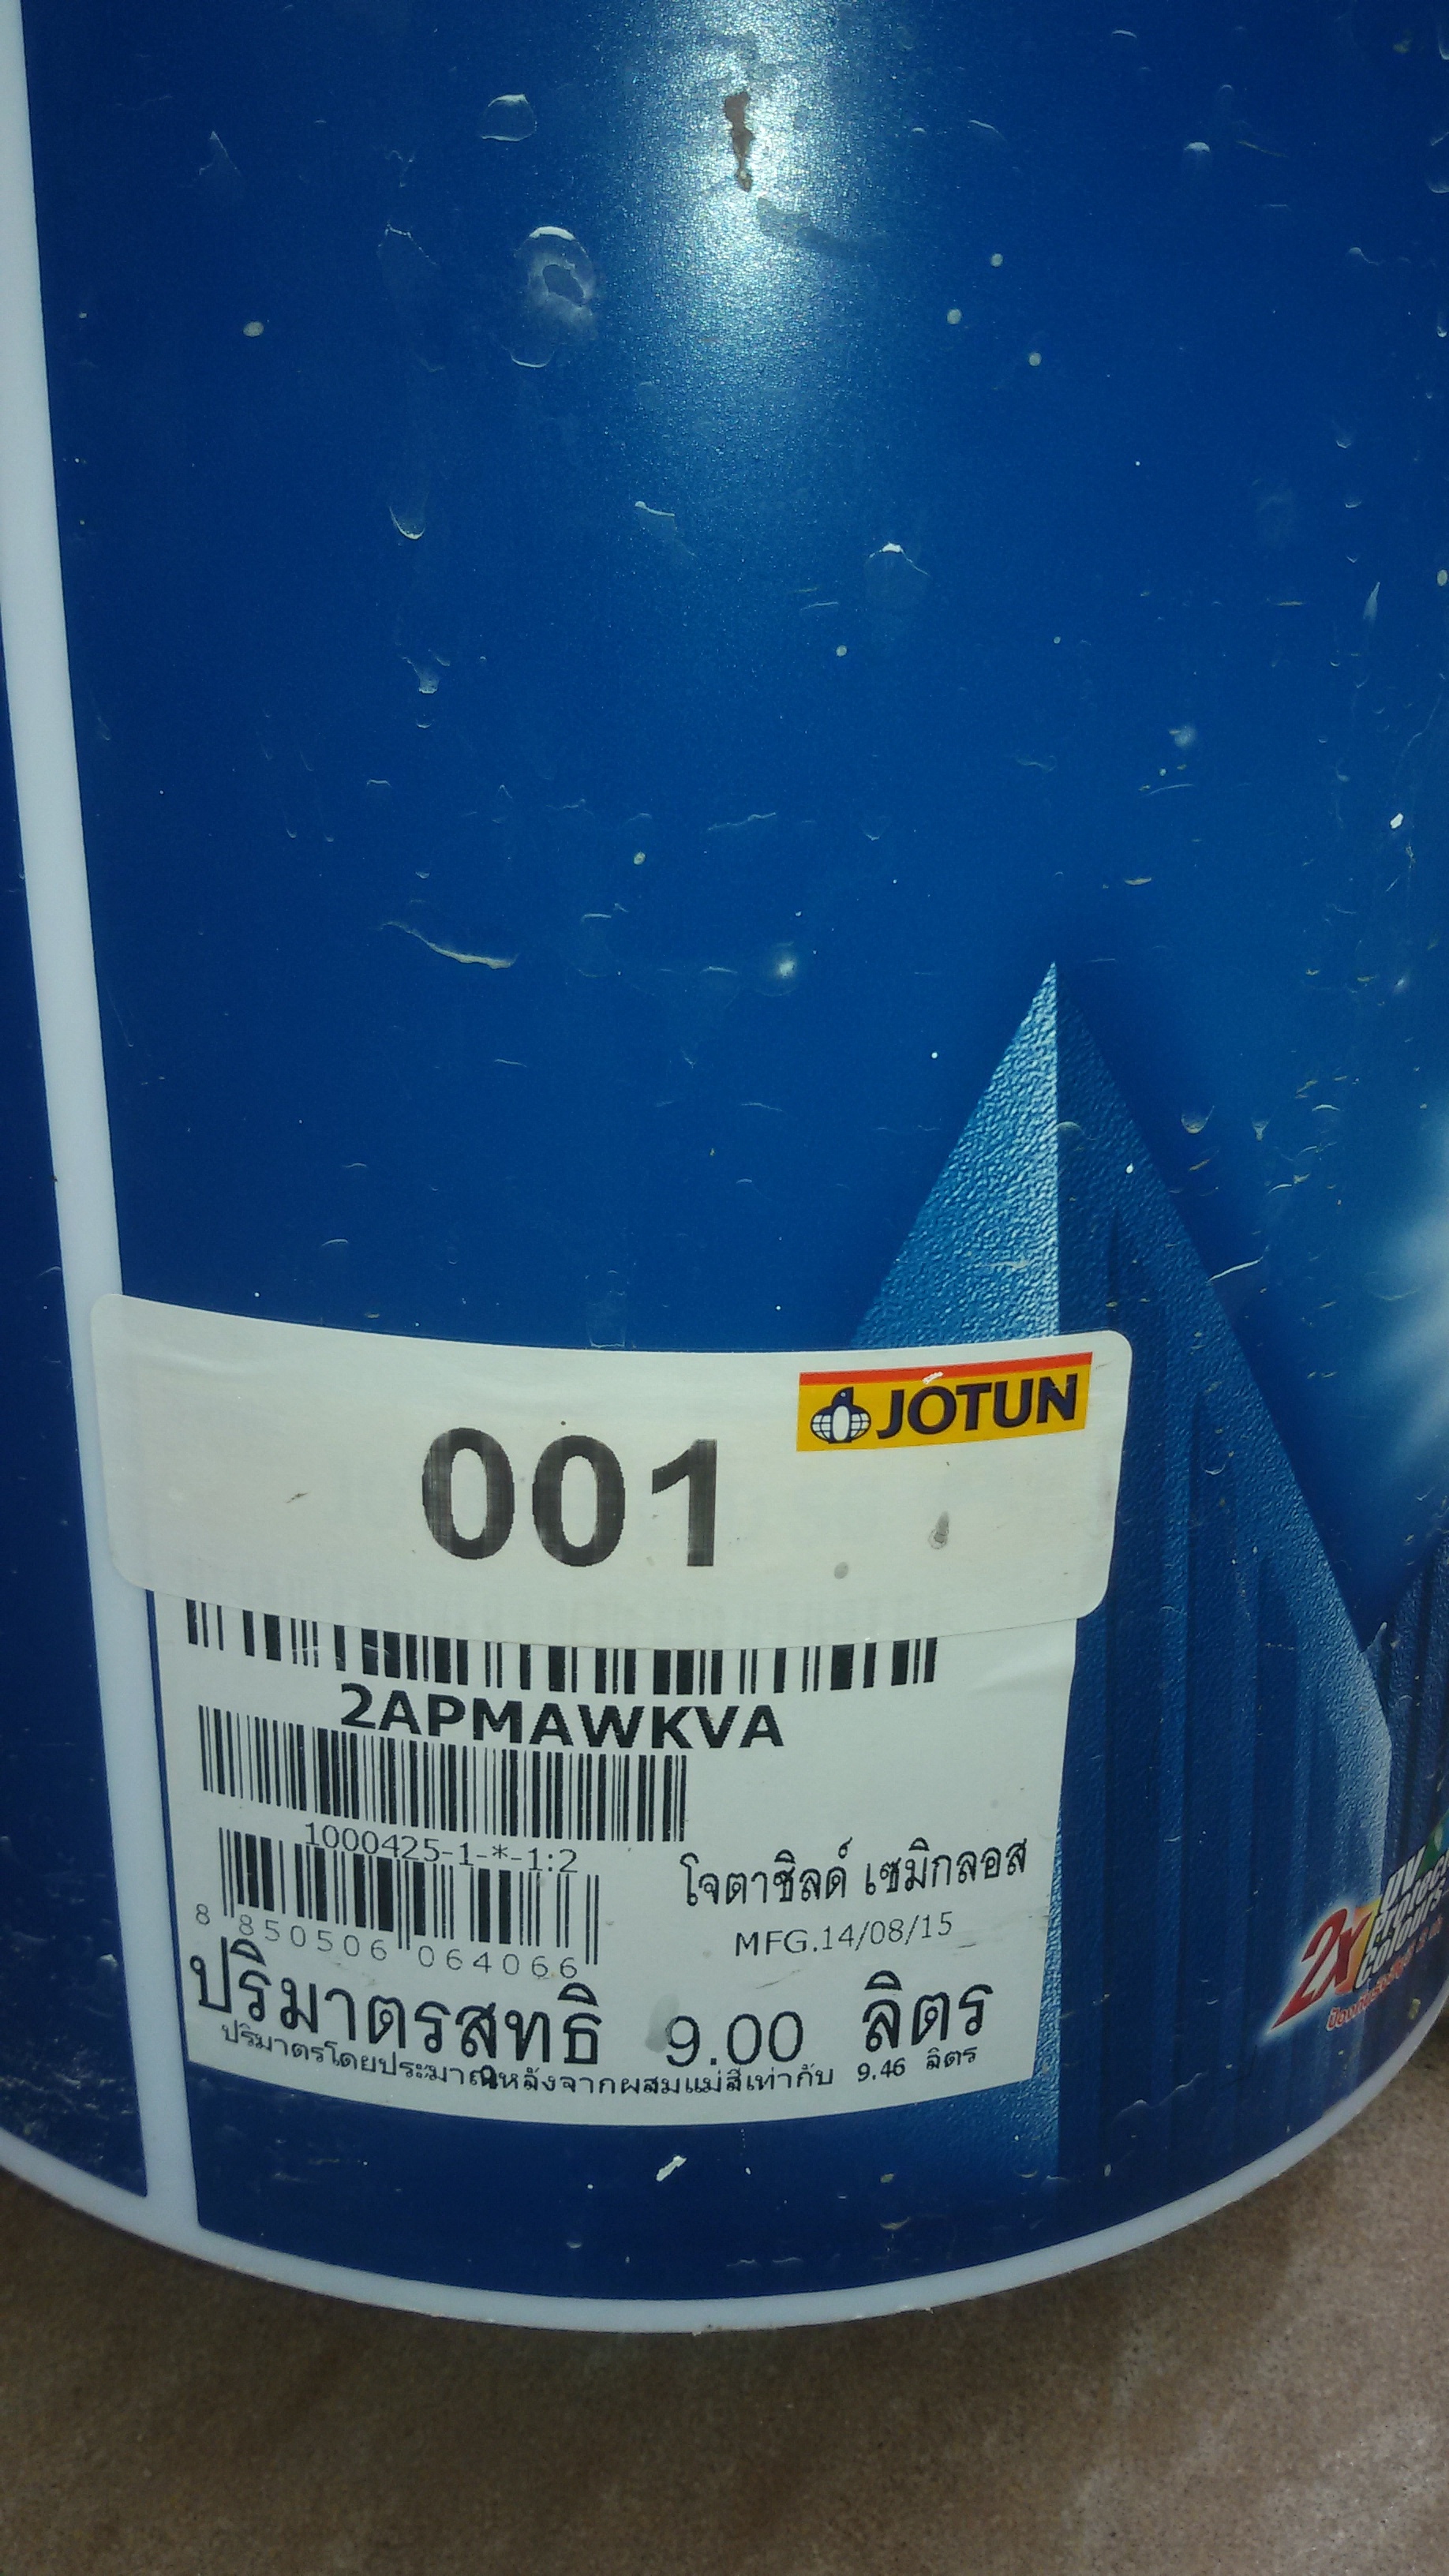 JOTUN
001
2APMAWKVA
1000425-1-*-1:2
โจตาชิลด์ เซมิกลอส
8 850506 064066
MFG.14/08/15
ปริมาตรสุทธิ 9.00 ลิตร
ปริมาตรโดยประมาณหลังจากผสมแม่สีเท่ากับ 9.46 ลิตร
2x
UV
COLOURS